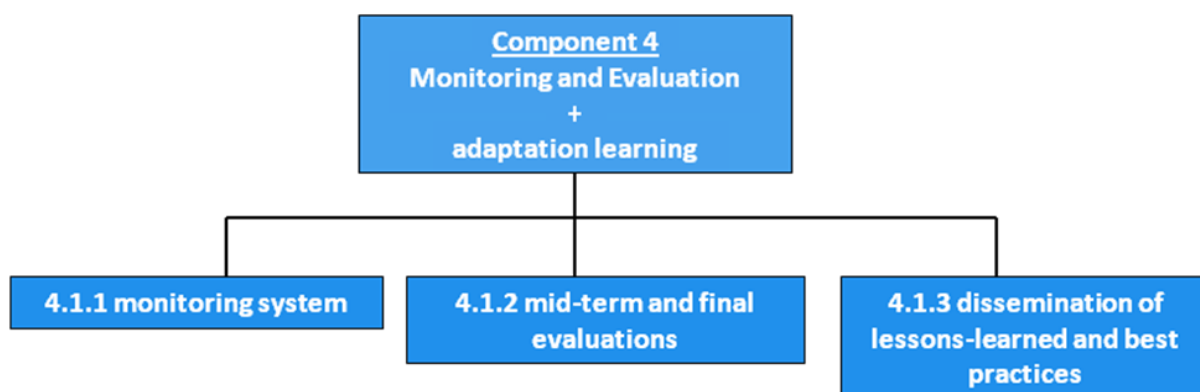 Component 4
Monitoring and Evaluation
+
adaptation learning
4.1.1 monitoring system
4.1.2 mid-term and final
evaluations
4.1.3 dissemination of
lessons-learned and best
practices